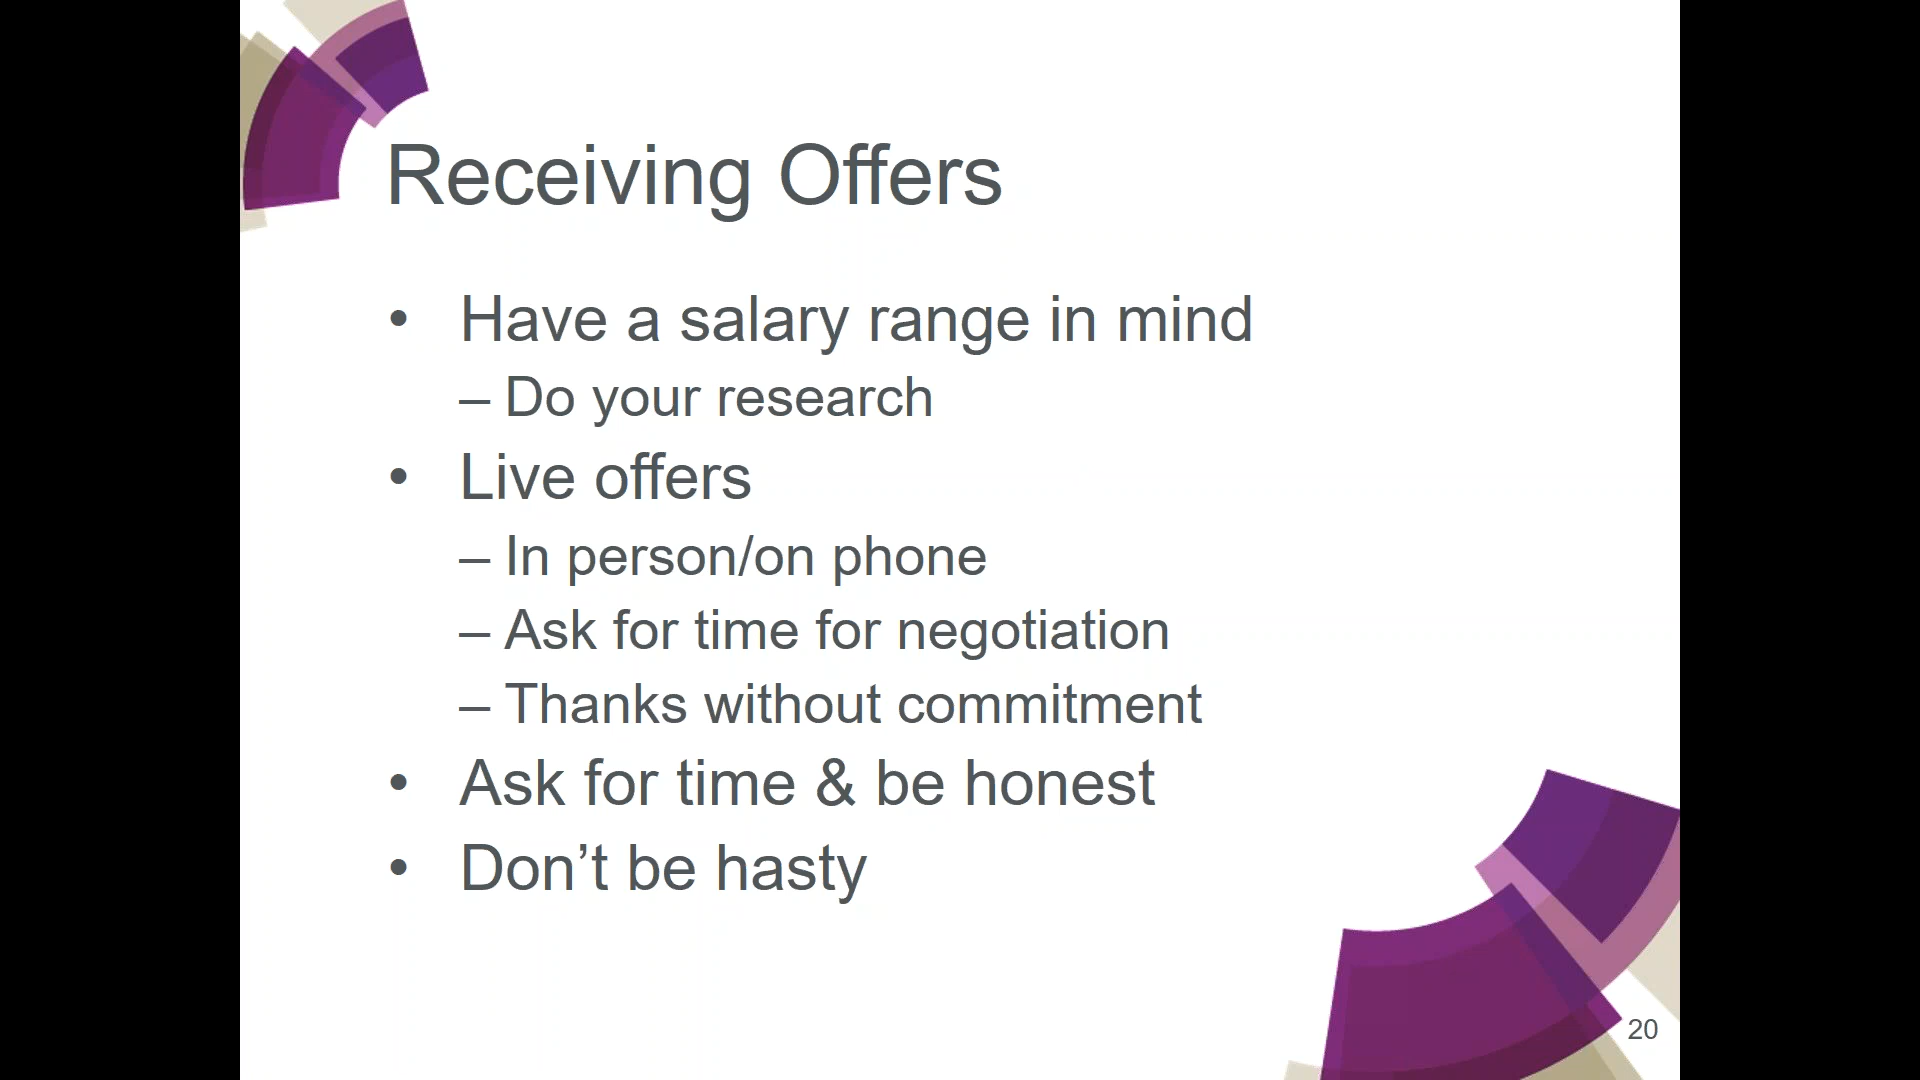 Receiving Offers
• Have a salary range in mind
– Do your research
• Live offers
– In person/on phone
– Ask for time for negotiation
– Thanks without commitment
• Ask for time & be honest
• Don’t be hasty
20